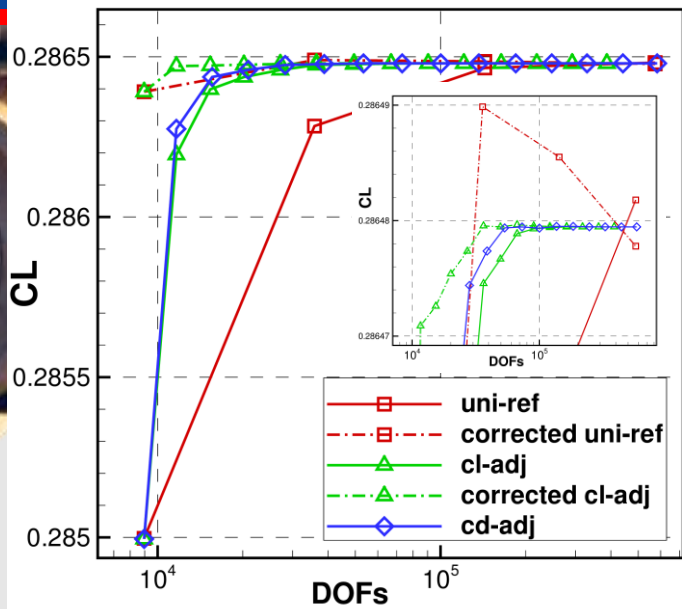 0.2865
0.286
0.2855
0.285
CL
10⁴
10⁵
DOFs
0.28649
0.28648
0.28647
CL
10⁴
10⁵
DOFs
uni-ref
corrected uni-ref
cl-adj
corrected cl-adj
cd-adj